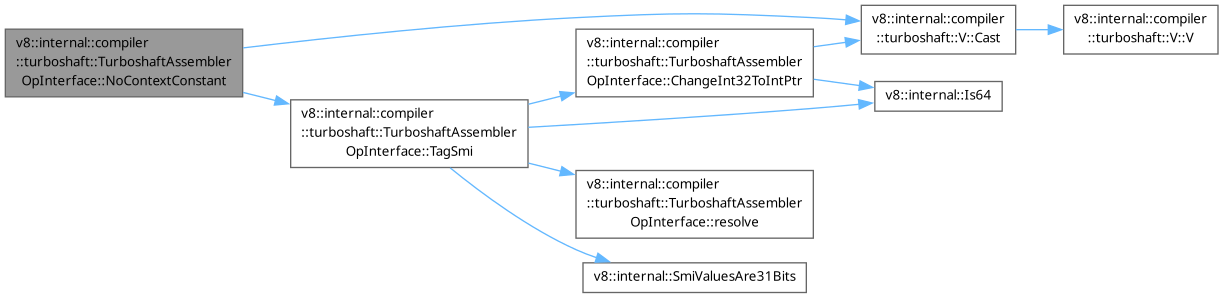 v8::internal::compiler
::turboshaft::TurboshaftAssembler
OpInterface::NoContextConstant
v8::internal::compiler
::turboshaft::TurboshaftAssembler
OpInterface::TagSmi
v8::internal::compiler
::turboshaft::TurboshaftAssembler
OpInterface::ChangeInt32ToIntPtr
v8::internal::compiler
::turboshaft::V::Cast
v8::internal::compiler
::turboshaft::V::V
v8::internal::Is64
v8::internal::compiler
::turboshaft::TurboshaftAssembler
OpInterface::resolve
v8::internal::SmiValuesAre31Bits